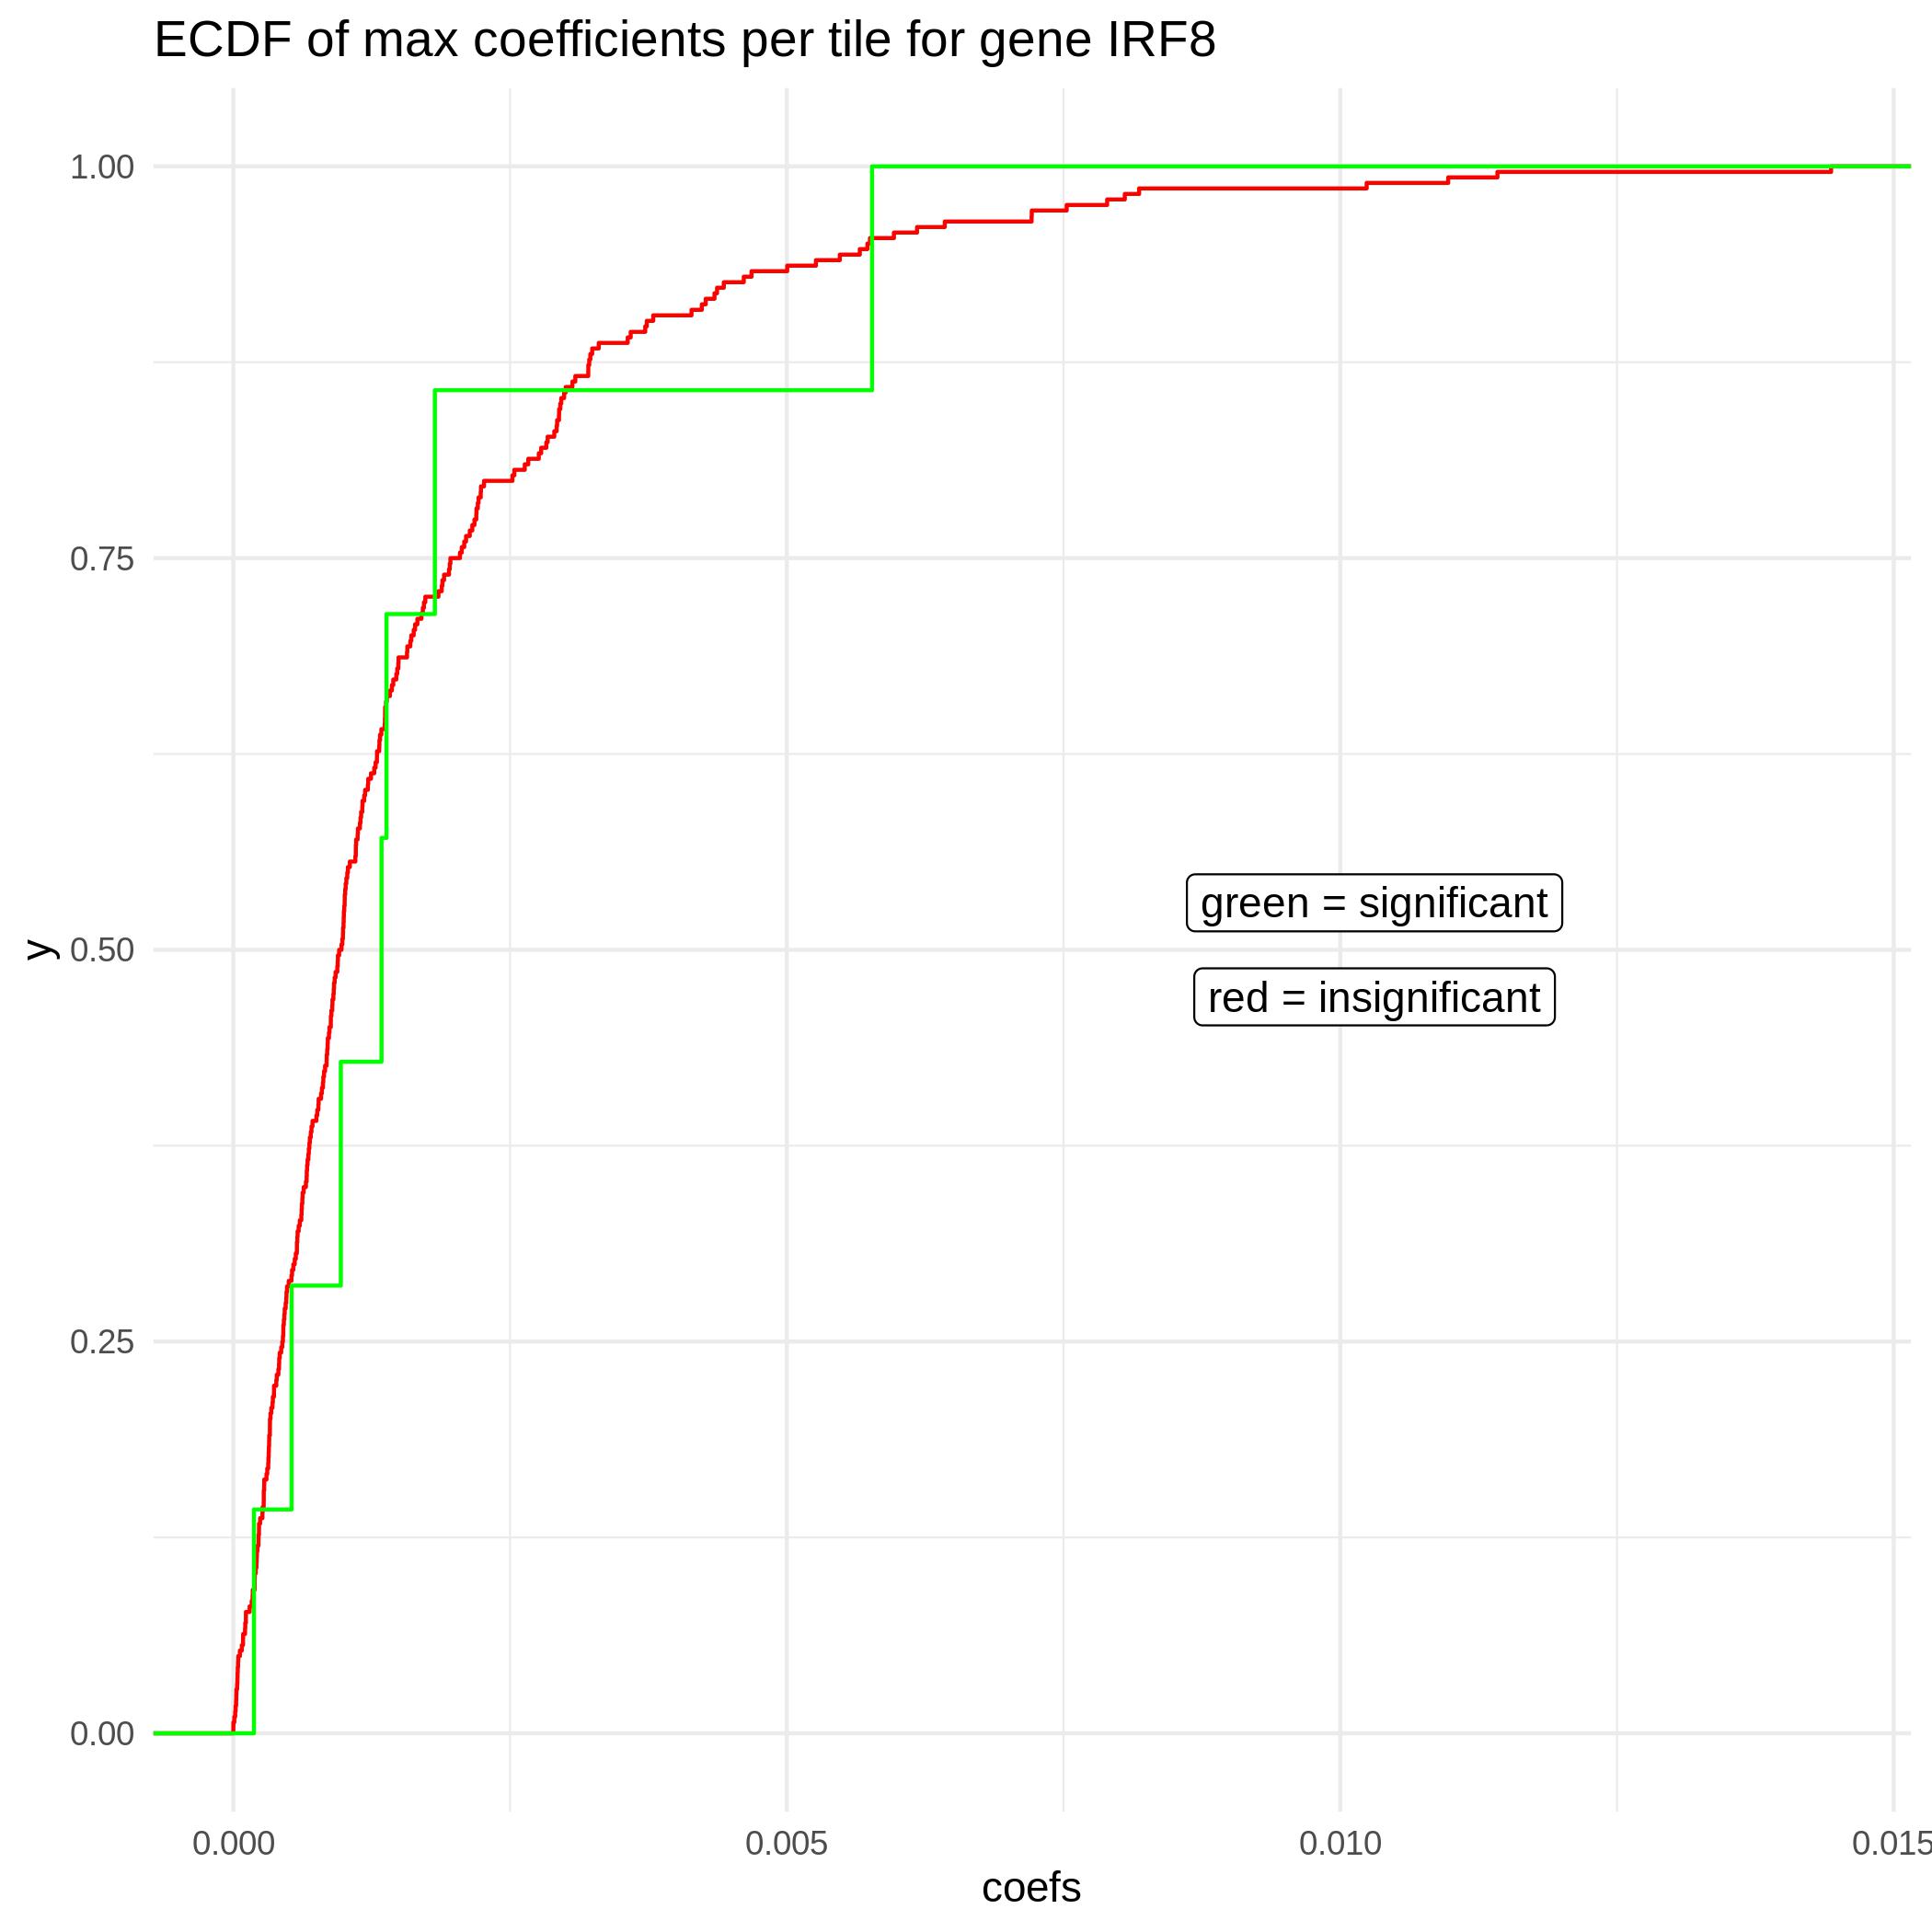 ECDF of max coefficients per tile for gene IRF8
1.00
0.75
0.50
0.25
0.00
y
green = significant
red = insignificant
0.000 0.005 0.010 0.015
coefs